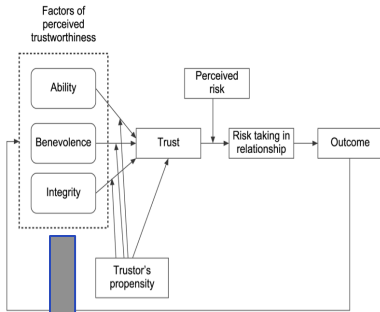 Factors of
perceived
trustworthiness
Ability
Benevolence
Integrity
Trust
Perceived
risk
Risk taking in
relationship
Outcome
Trustor's
propensity